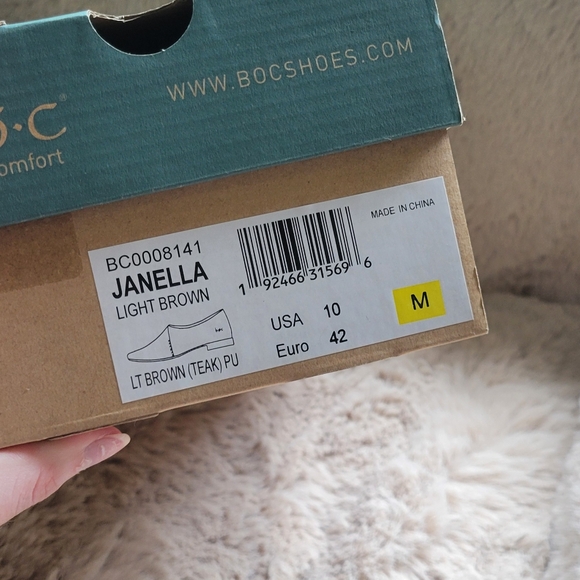 WWW.BOCSHOES.COM
·C®
omfort
BC0008141
JANELLA
LIGHT BROWN
LT BROWN (TEAK) PU
1 92466 31569 6
MADE IN CHINA
USA 10
Euro 42
M